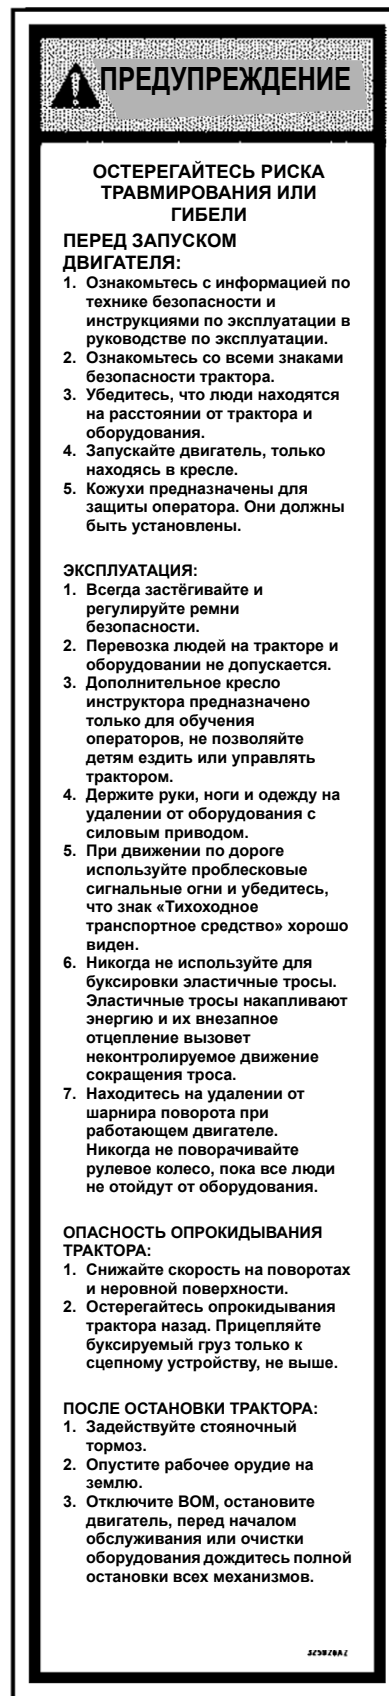 ПРЕДУПРЕЖДЕНИЕ
ОСТЕРЕГАЙТЕСЬ РИСКА
ТРАВМИРОВАНИЯ ИЛИ
ГИБЕЛИ
ПЕРЕД ЗАПУСКОМ
ДВИГАТЕЛЯ:
1. Ознакомьтесь с информацией по
технике безопасности и
инструкциями по эксплуатации в
руководстве по эксплуатации.
2. Ознакомьтесь со всеми знаками
безопасности трактора.
3. Убедитесь, что люди находятся
на расстоянии от трактора и
оборудования.
4. Запускайте двигатель, только
находясь в кресле.
5. Кожухи предназначены для
защиты оператора. Они должны
быть установлены.
ЭКСПЛУАТАЦИЯ:
1. Всегда застёгивайте и
регулируйте ремни
безопасности.
2. Перевозка людей на тракторе и
оборудовании не допускается.
3. Дополнительное кресло
инструктора предназначено
только для обучения
операторов, не позволяйте
детям ездить или управлять
трактором.
4. Держите руки, ноги и одежду на
удалении от оборудования с
силовым приводом.
5. При движении по дороге
используйте проблесковые
сигнальные огни и убедитесь,
что знак «Тихоходное
транспортное средство» хорошо
виден.
6. Никогда не используйте для
буксировки эластичные тросы.
Эластичные тросы накапливают
энергию и их внезапное
отцепление вызовет
неконтролируемое движение
сокращения троса.
7. Находитесь на удалении от
шарнира поворота при
работающем двигателе.
Никогда не поворачивайте
рулевое колесо, пока все люди
не отойдут от оборудования.
ОПАСНОСТЬ ОПРОКИДЫВАНИЯ
ТРАКТОРА:
1. Снижайте скорость на поворотах
и неровной поверхности.
2. Остерегайтесь опрокидывания
трактора назад. Прицепляйте
буксируемый груз только к
сцепному устройству, не выше.
ПОСЛЕ ОСТАНОВКИ ТРАКТОРА:
1. Задействуйте стояночный
тормоз.
2. Опустите рабочее орудие на
землю.
3. Отключите ВОМ, остановите
двигатель, перед началом
обслуживания или очистки
оборудования дождитесь полной
остановки всех механизмов.